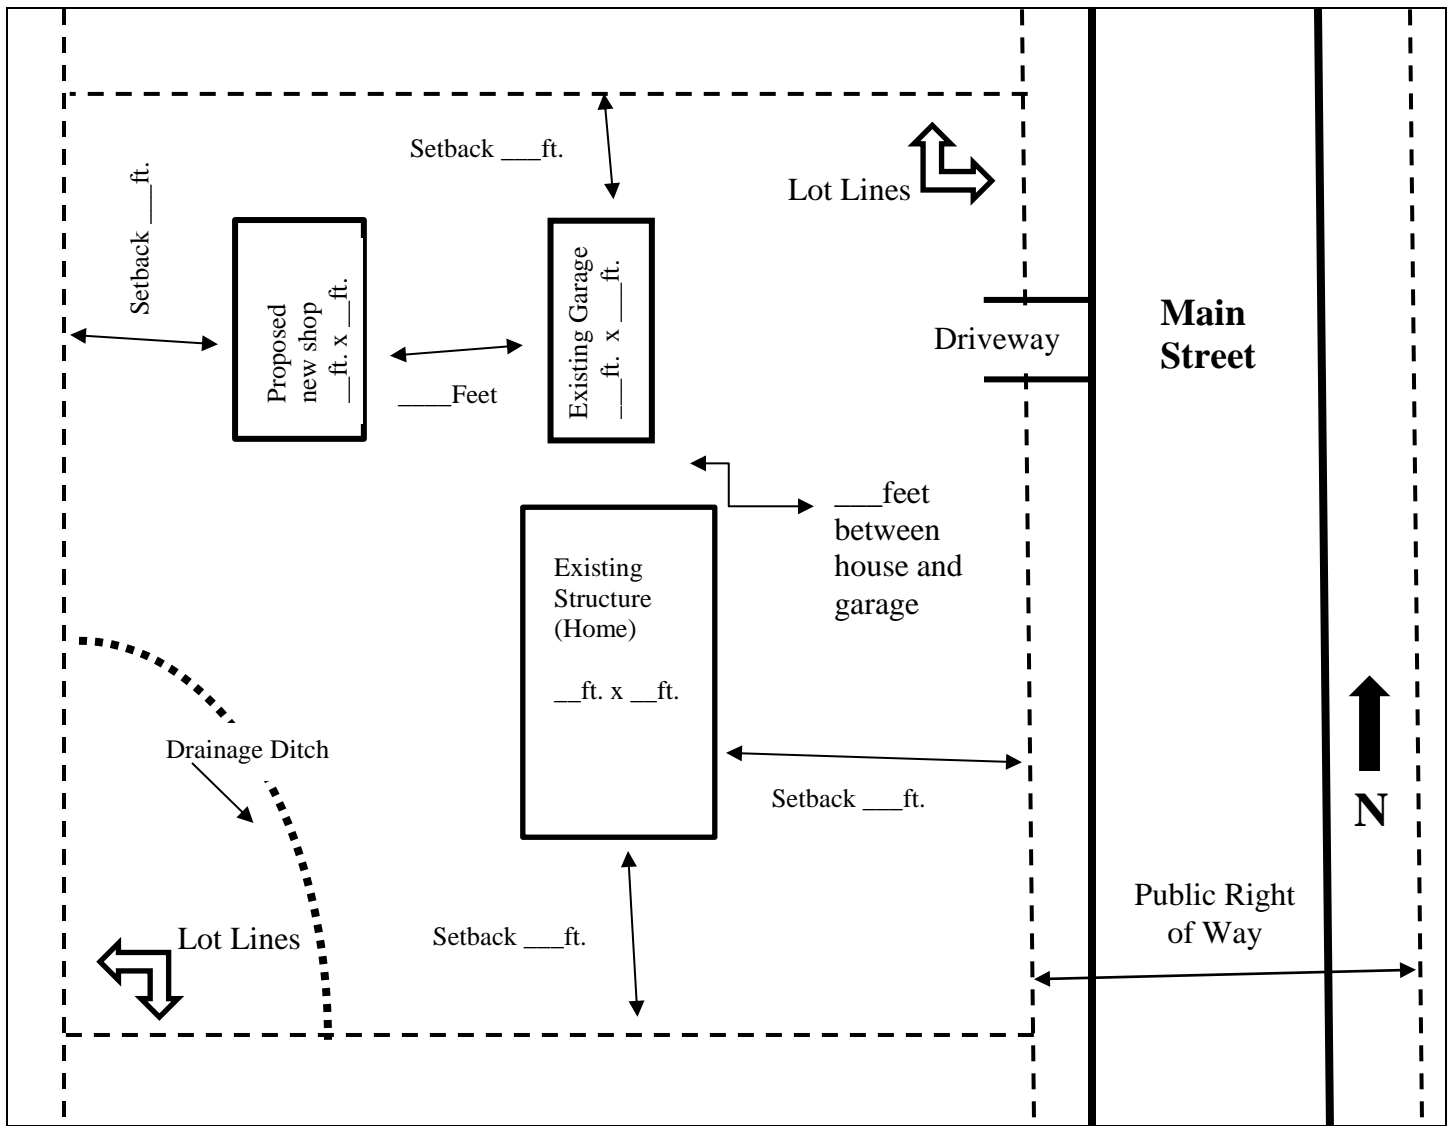 Setback ___ft.
Lot Lines
Setback ___ft.
Proposed
new shop
__ft. x __ft.
____Feet
Existing Garage
___ft. x ___ft.
Driveway
Main
Street
___feet
between
house and
garage
Existing
Structure
(Home)
__ft. x __ft.
Drainage Ditch
Setback ___ft.
N
Public Right
of Way
Lot Lines
Setback ___ft.